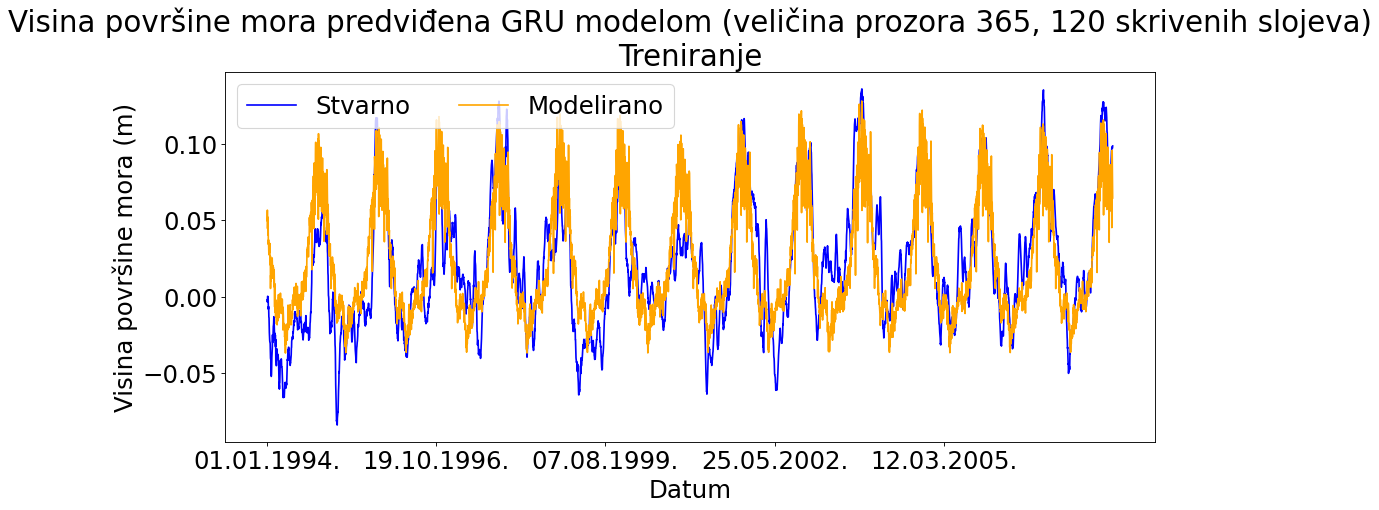 Visina površine mora predviđena GRU modelom (veličina prozora 365, 120 skrivenih slojeva)
Treniranje
Stvarno
Modelirano
Visina površine mora (m)
0.10
0.05
0.00
−0.05
01.01.1994.
19.10.1996.
07.08.1999.
25.05.2002.
12.03.2005.
Datum